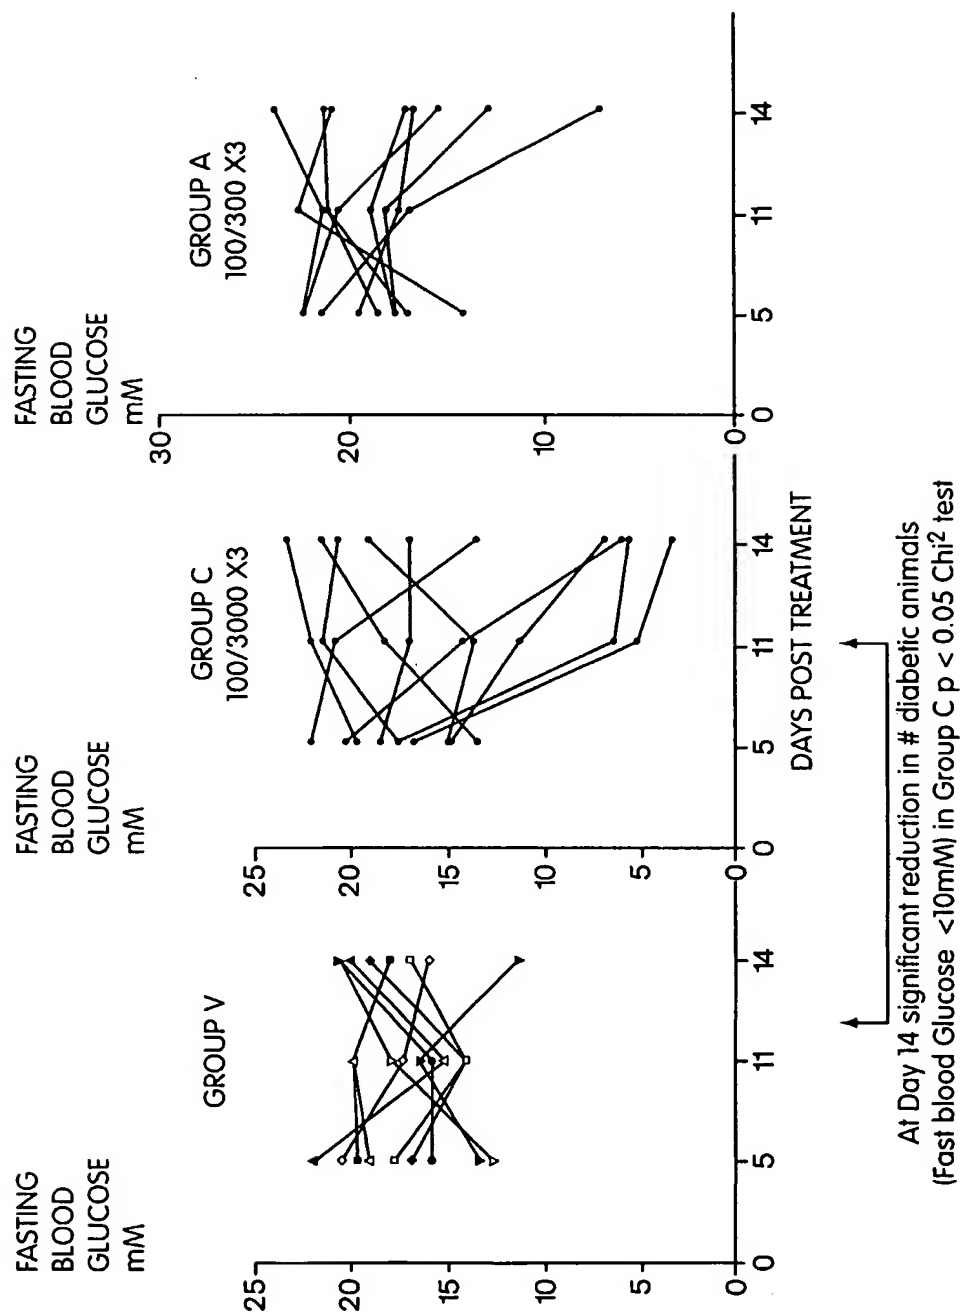 FASTING
BLOOD
GLUCOSE
mM
GROUP V
25
20
15
10
5
0
0
5
11
14
FASTING
BLOOD
GLUCOSE
mM
GROUP C
100/3000 X3
25
20
15
10
5
0
0
5
11
14
DAYS POST TREATMENT
FASTING
BLOOD
GLUCOSE
mM
GROUP A
100/300 X3
30
20
10
0
0
5
11
14
At Day 14 significant reduction in # diabetic animals
(Fast blood Glucose <10mM) in Group C p < 0.05 Chi² test